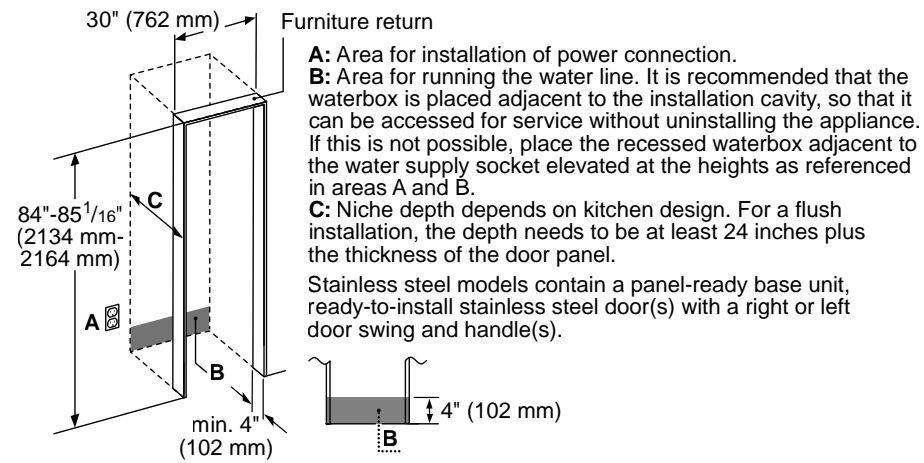 30" (762 mm)
Furniture return
A: Area for installation of power connection.
B: Area for running the water line. It is recommended that the
waterbox is placed adjacent to the installation cavity, so that it
can be accessed for service without uninstalling the appliance.
If this is not possible, place the recessed waterbox adjacent to
the water supply socket elevated at the heights as referenced
in areas A and B.
C: Niche depth depends on kitchen design. For a flush
installation, the depth needs to be at least 24 inches plus
the thickness of the door panel.
Stainless steel models contain a panel-ready base unit,
ready-to-install stainless steel door(s) with a right or left
door swing and handle(s).
C
84"-85 1/16"
(2134 mm-
2164 mm)
A
B
min. 4"
(102 mm)
4" (102 mm)
B